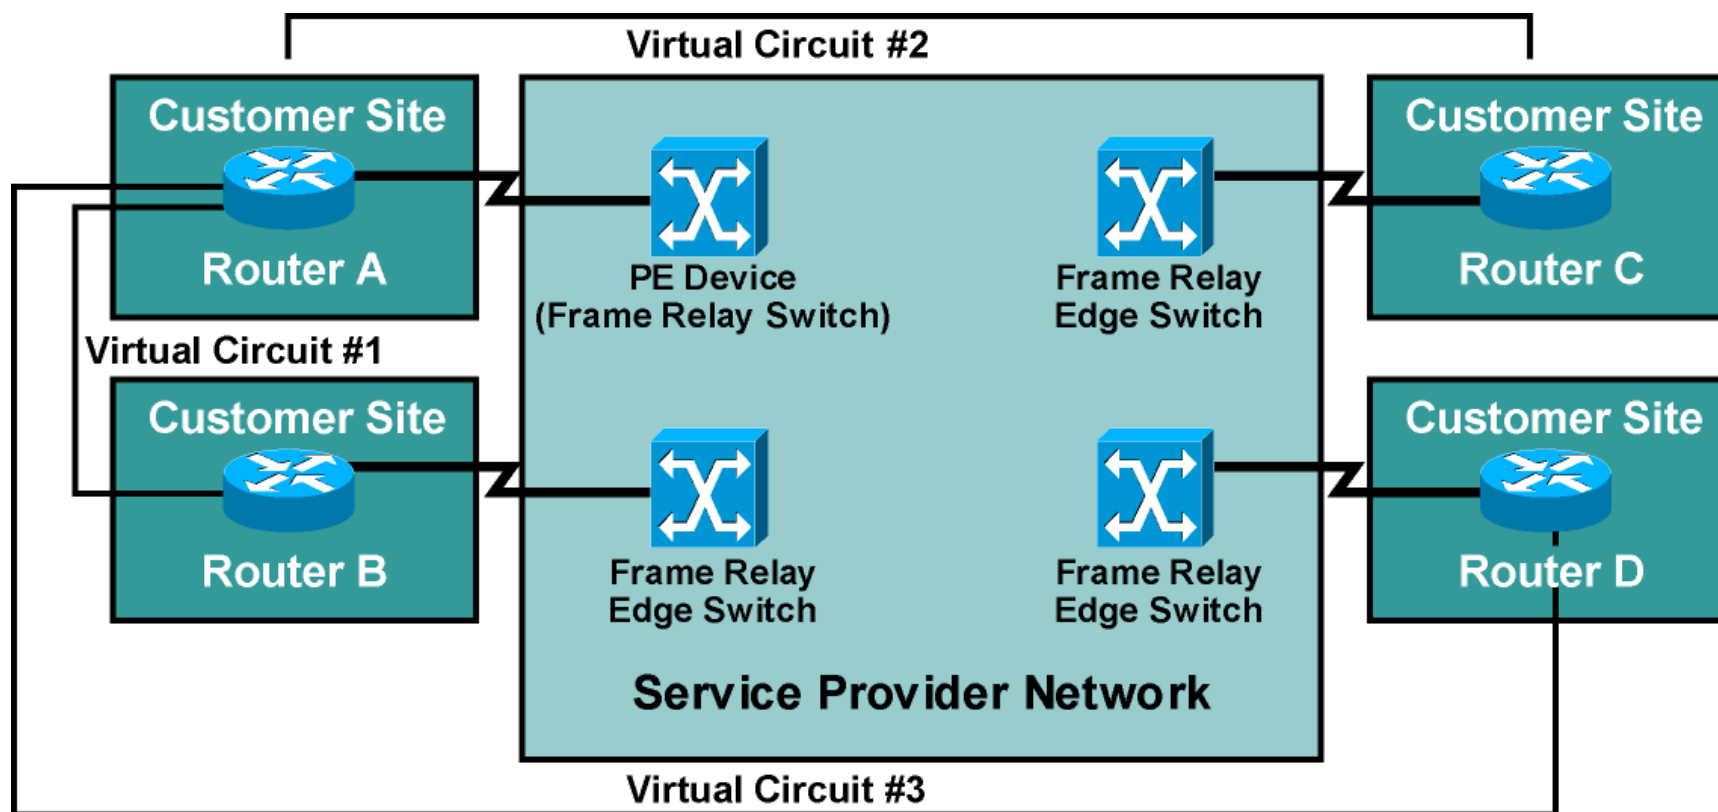 Virtual Circuit #2
Customer Site
Router A
PE Device
(Frame Relay Switch)
Frame Relay
Edge Switch
Customer Site
Router C
Virtual Circuit #1
Customer Site
Router B
Frame Relay
Edge Switch
Frame Relay
Edge Switch
Customer Site
Router D
Service Provider Network
Virtual Circuit #3